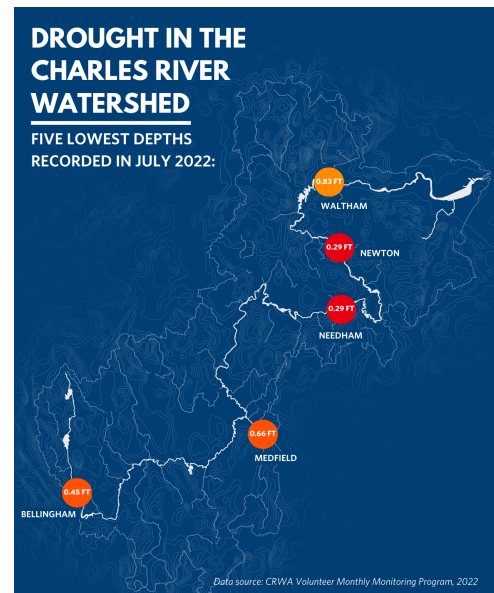 DROUGHT IN THE
CHARLES RIVER
WATERSHED
FIVE LOWEST DEPTHS
RECORDED IN JULY 2022:
0.83 FT
WALTHAM
0.29 FT
NEWTON
0.29 FT
NEEDHAM
0.66 FT
MEDFIELD
0.45 FT
BELLINGHAM
Data source: CRWA Volunteer Monthly Monitoring Program, 2022